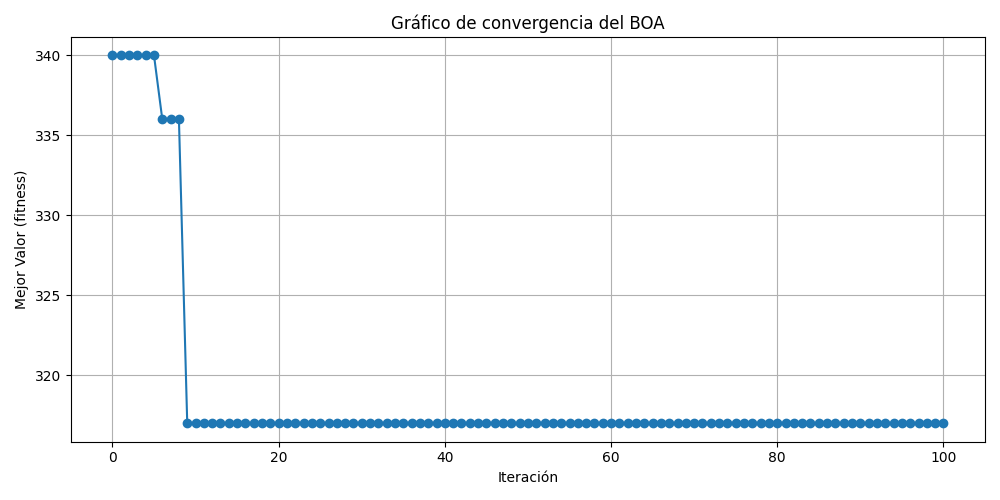 Gráfico de convergencia del BOA
Mejor Valor (fitness)
340
335
330
325
320
0 20 40 60 80 100
Iteración